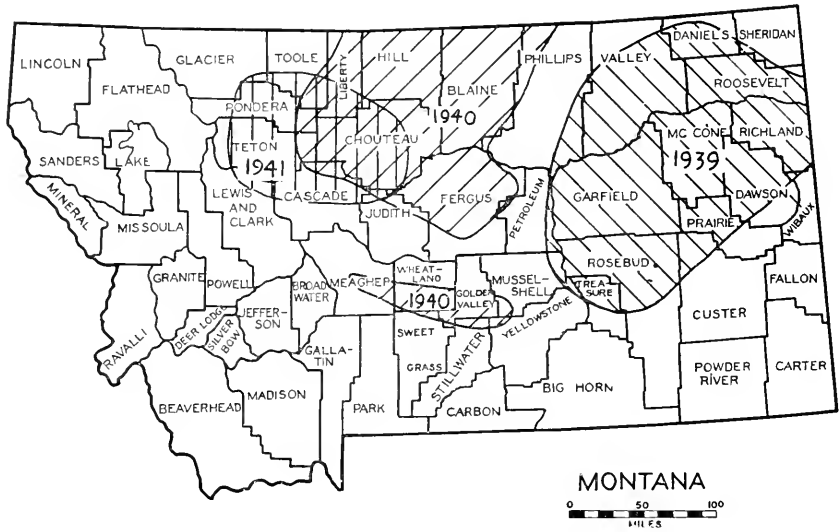 LINCOLN
FLATHEAD
GLACIER
TOOLE
LIBERTY
HILL
BLAINE
PHILLIPS
VALLEY
DANIEL'S
SHERIDAN
ROOSEVELT
PONDERA
TETON
1941
CHOUTEAU
1940
MC CONE
1939
RICHLAND
SANDERS
LAKE
MINERAL
MISSOULA
LEWIS
AND
CLARK
CASCADE
JUDITH
FERGUS
PETROLEUM
GARFIELD
DAWSON
PRAIRIE
WIBAUX
GRANITE
POWELL
BROAD
WATER
MEAGHER
WHEAT-
LAND
1940
GOLDEN
VALLEY
MUSSEL-
SHELL
ROSEBUD
TREA-
SURE
FALLON
RAVALLI
DEER LODGE
SILVER
BOW
JEFFER-
SON
GALLA-
TIN
SWEET
GRASS
STILLWATER
YELLOWSTONE
CUSTER
BEAVERHEAD
MADISON
PARK
CARBON
BIG HORN
POWDER
RIVER
CARTER
MONTANA
0 50 100
MILES